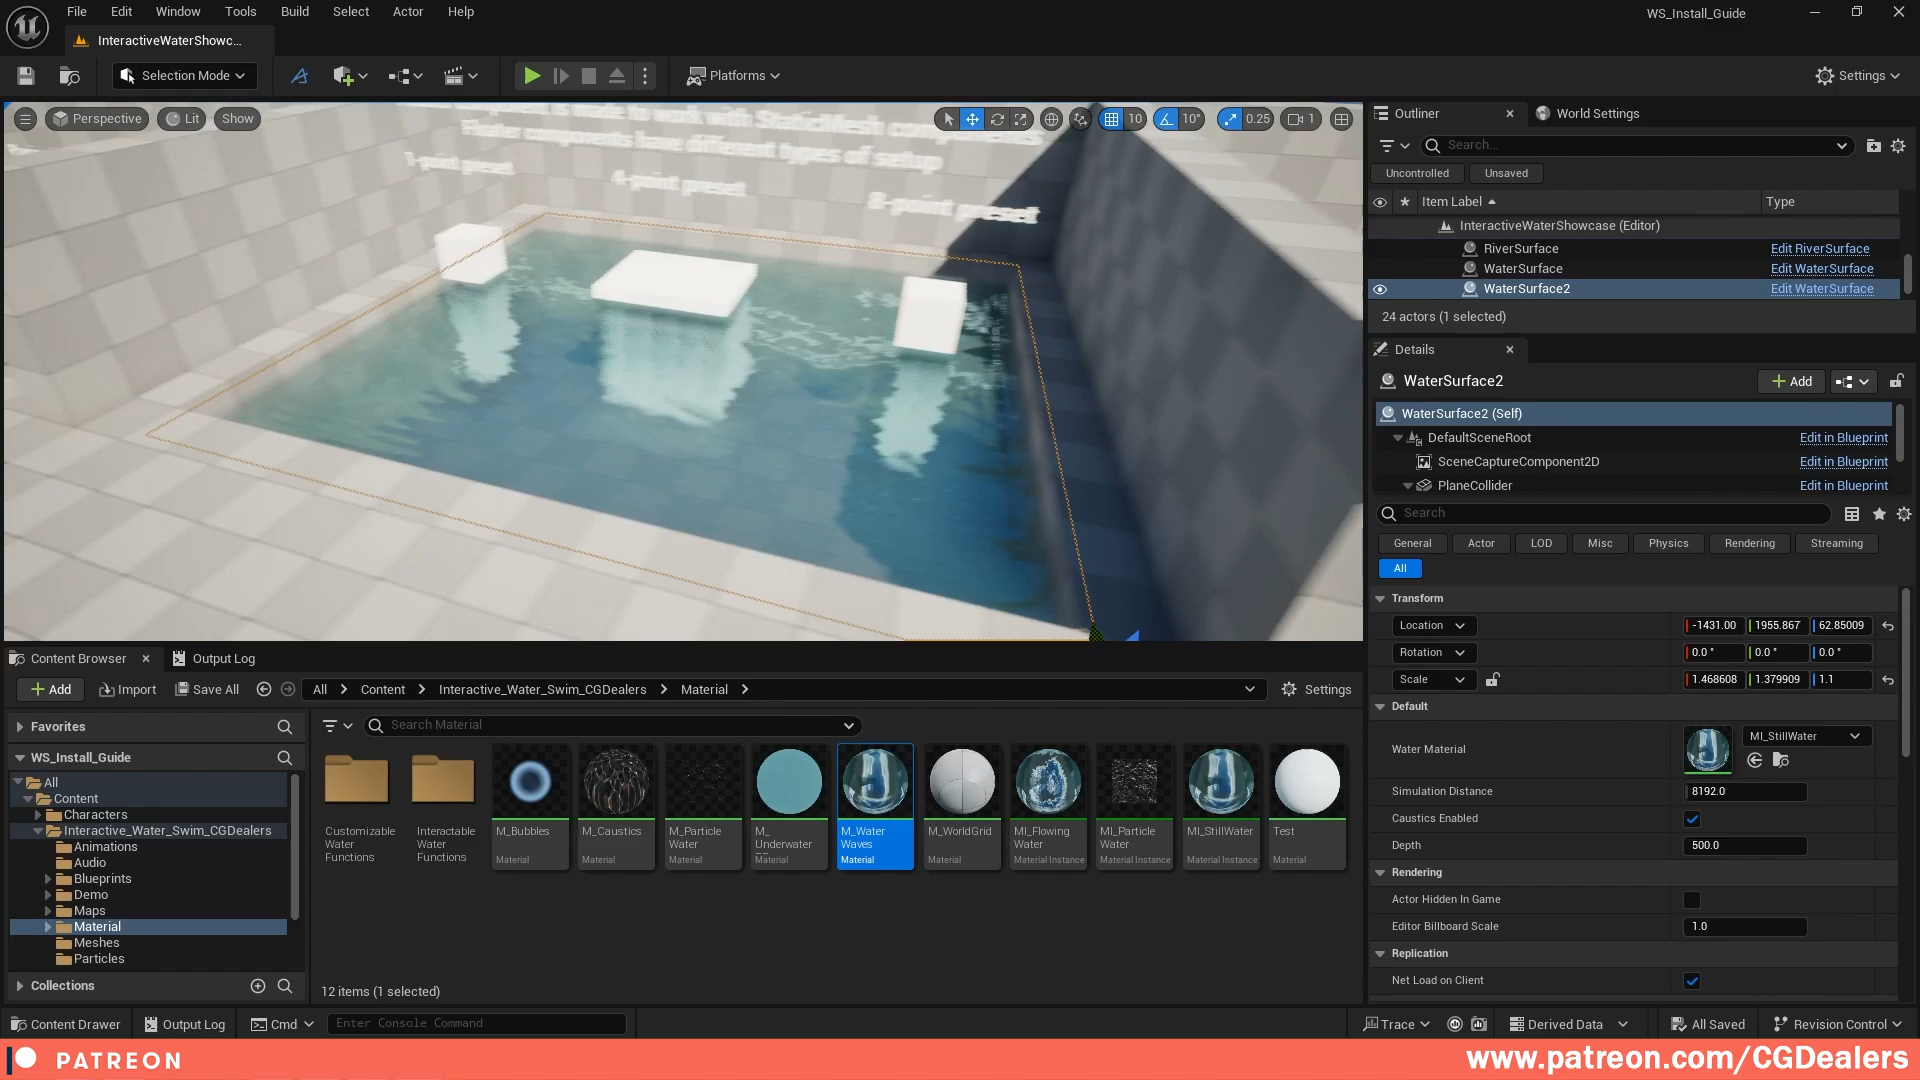 File Edit Window Tools Build Select Actor Help
WS_Install_Guide
InteractiveWaterShowc...
Selection Mode
Platforms
Settings
Perspective Lit Show
10 10° 0.25 1
components have different types of setup
1-point preset
4-point preset
8-point preset
Outliner World Settings
Search...
Uncontrolled Unsaved
Item Label Type
InteractiveWaterShowcase (Editor)
RiverSurface Edit RiverSurface
WaterSurface Edit WaterSurface
WaterSurface2 Edit WaterSurface
24 actors (1 selected)
Details
WaterSurface2 Add
WaterSurface2 (Self)
DefaultSceneRoot Edit in Blueprint
SceneCaptureComponent2D Edit in Blueprint
PlaneCollider Edit in Blueprint
Search
General Actor LOD Misc Physics Rendering Streaming
All
Transform
Location -1431.00 1955.867 62.85009
Rotation 0.0 ° 0.0 ° 0.0 °
Scale 1.468608 1.379909 1.1
Default
Water Material MI_StillWater
Simulation Distance 8192.0
Caustics Enabled
Depth 500.0
Rendering
Actor Hidden In Game
Editor Billboard Scale 1.0
Replication
Net Load on Client
Content Browser Output Log
Add Import Save All All Content Interactive_Water_Swim_CGDealers Material Settings
Favorites
Search Material
WS_Install_Guide
All
Content
Characters
Interactive_Water_Swim_CGDealers
Animations
Audio
Blueprints
Demo
Maps
Material
Meshes
Particles
Collections
Customizable Water Functions
Interactable Water Functions
M_Bubbles Material
M_Caustics Material
M_Particle Water Material
M_ Underwater Material
M_Water Waves Material
M_WorldGrid Material
MI_Flowing Water Material Instance
MI_Particle Water Material Instance
MI_StillWater Material Instance
Test Material
12 items (1 selected)
Content Drawer Output Log Cmd Enter Console Command Trace Derived Data All Saved Revision Control
PATREON www.patreon.com/CGDealers